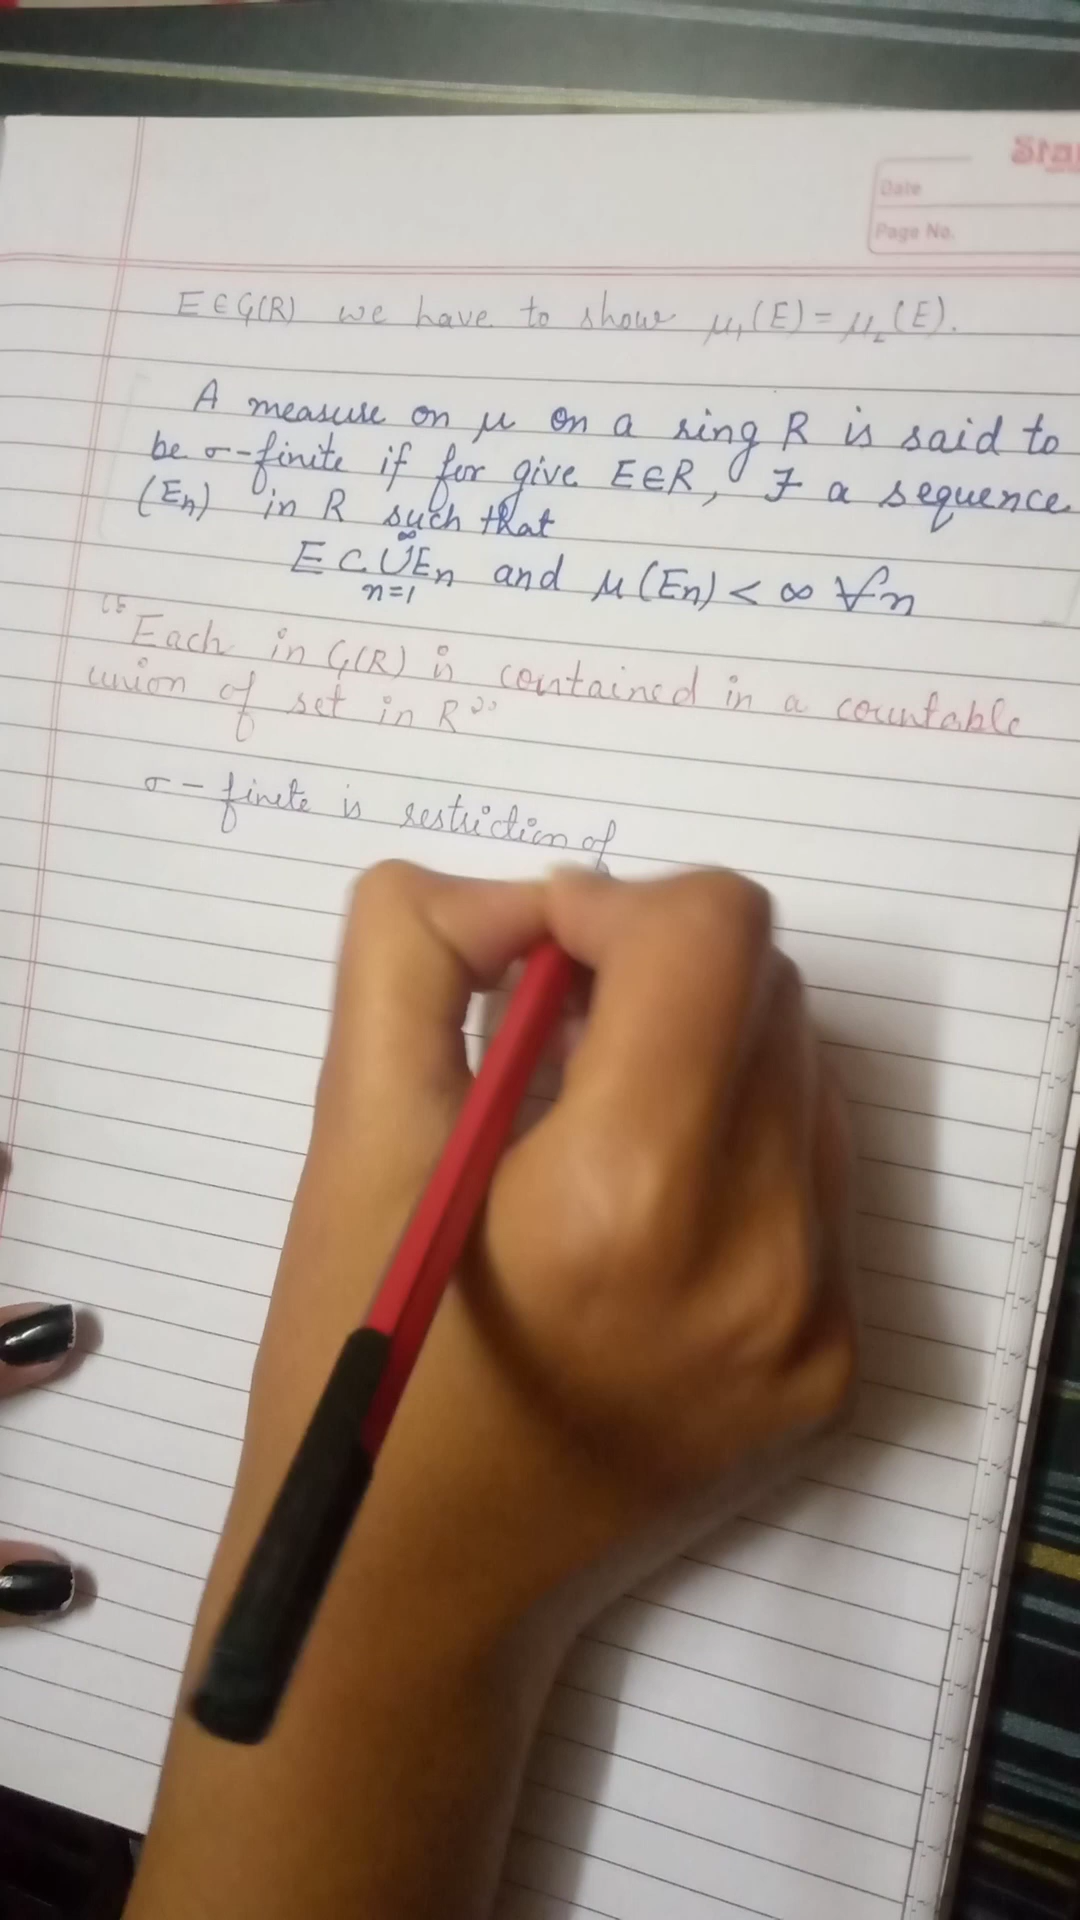 Star
Date
Page No.
E ∈ G(R) we have to show μ₁(E) = μ₂(E).
A measure on μ on a ring R is said to
be σ-finite if for give E∈R, ∃ a sequence
(En) in R such that
E ⊂ ∞∪n=1 En and μ(En) < ∞ ∀ n
"Each in G(R) is contained in a countable
union of set in R"
σ-finite is restriction of